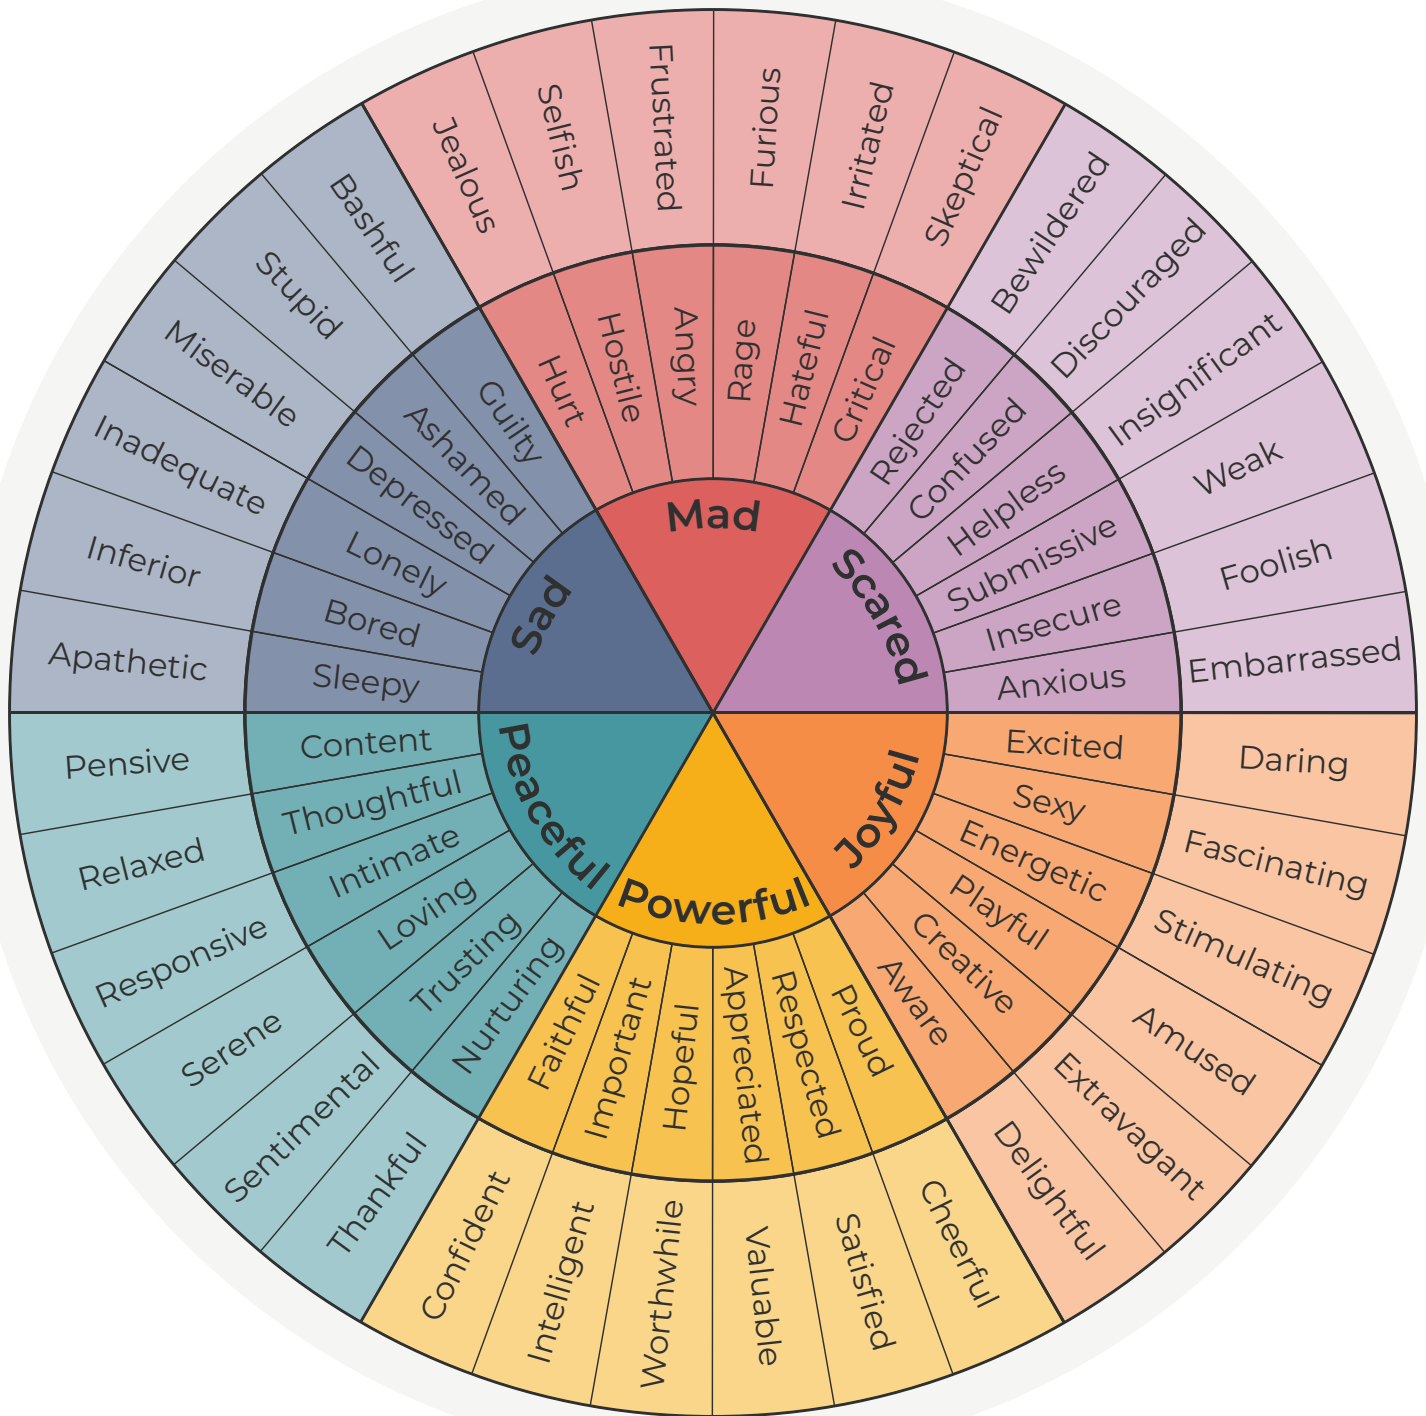 Mad
Scared
Joyful
Powerful
Peaceful
Sad
Hurt
Hostile
Angry
Rage
Hateful
Critical
Rejected
Confused
Helpless
Submissive
Insecure
Anxious
Excited
Sexy
Energetic
Playful
Creative
Aware
Proud
Respected
Appreciated
Hopeful
Important
Faithful
Nurturing
Trusting
Loving
Intimate
Thoughtful
Content
Sleepy
Bored
Lonely
Depressed
Ashamed
Guilty
Jealous
Selfish
Frustrated
Furious
Irritated
Skeptical
Bewildered
Discouraged
Insignificant
Weak
Foolish
Embarrassed
Daring
Fascinating
Stimulating
Amused
Extravagant
Delightful
Cheerful
Satisfied
Valuable
Worthwhile
Intelligent
Confident
Thankful
Sentimental
Serene
Responsive
Relaxed
Pensive
Apathetic
Inferior
Inadequate
Miserable
Stupid
Bashful